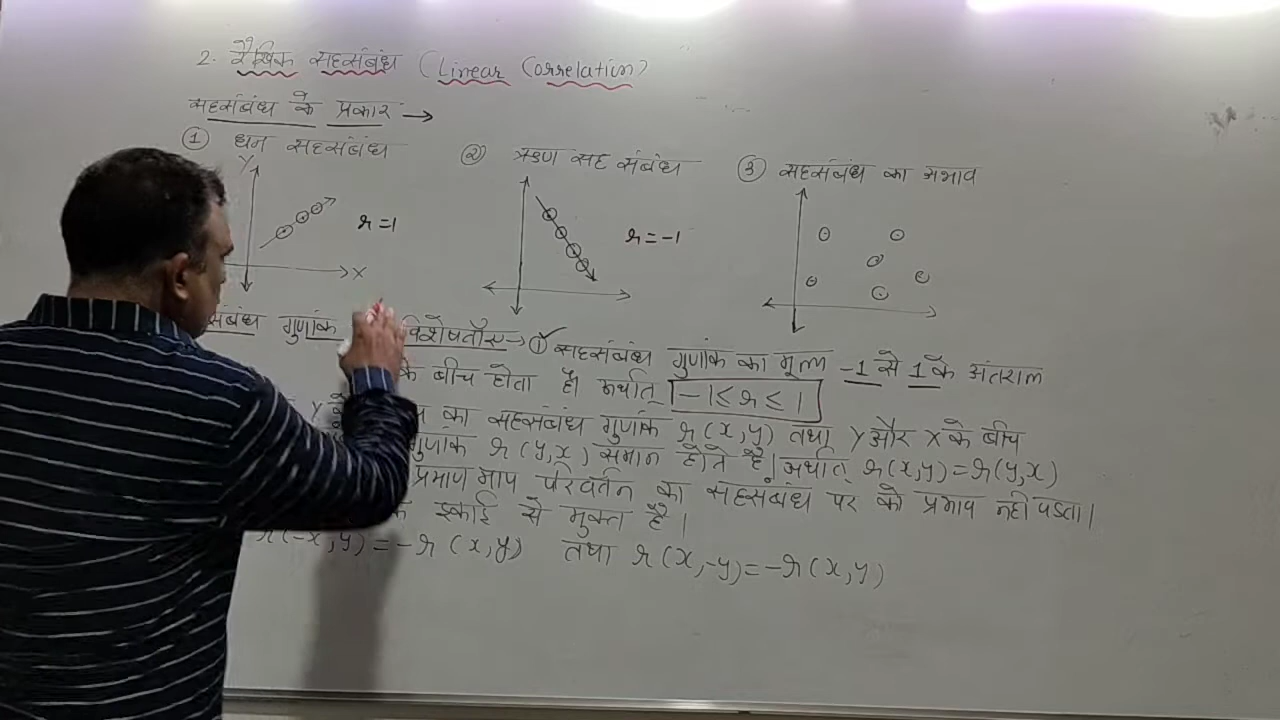 2. रैखिक सहसंबंध (Linear Correlation)
सहसंबंध के प्रकार →
① धन सहसंबंध
② ऋण सह संबंध
③ सहसंबंध का अभाव
Y
X
r=1
r=-1
संबंध गुणांक विशेषताएँ→ ① सहसंबंध गुणांक का मूल्य -1 से 1 के अंतराल
के बीच होता है। अर्थात् -1≤r≤1
Y का सहसंबंध गुणांक r(x,y) तथा Y और X के बीच
गुणांक r(y,x) समान होते है। अर्थात् r(x,y)=r(y,x)
प्रमाण माप परिवर्तन का सहसंबंध पर को प्रभाव नही पडता।
इकाई से मुक्त है।
r(-x,y)=-r(x,y) तथा r(x,-y)=-r(x,y)